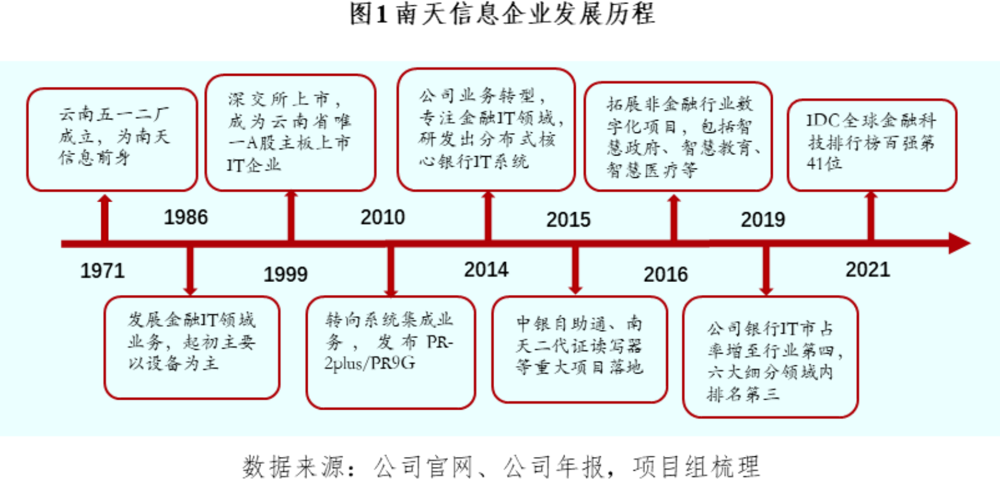 图1南天信息企业发展历程
云南五一二厂
成立，为南天
信息前身
深交所上市，
成为云南省唯
一A股主板上市
IT企业
公司业务转型，
专注金融IT领域，
研发出分布式核
心银行IT系统
拓展非金融行业数
字化项目，包括智
慧政府、智慧教育、
智慧医疗等
IDC全球金融科
技排行榜百强第
41位
1986
2010
2015
2019
1971
1999
2014
2016
2021
发展金融IT领域
业务，起初主要
以设备为主
转向系统集成业
务，发布PR-
2plus/PR9G
中银自助通、南
天二代证读写器
等重大项目落地
公司银行IT市占
率增至行业第四，
六大细分领域内
排名第三
数据来源：公司官网、公司年报，项目组梳理